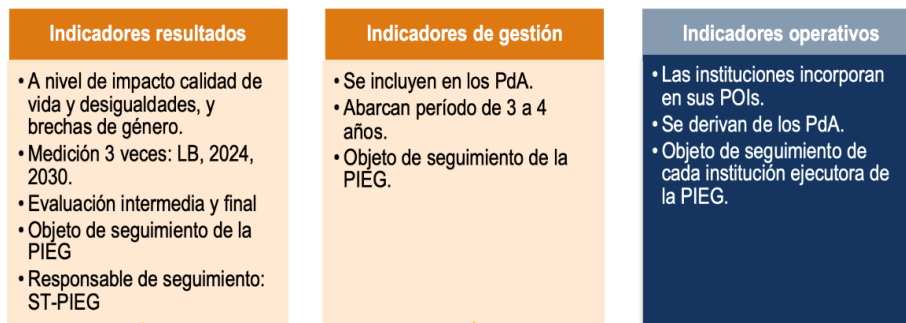 Indicadores resultados
• A nivel de impacto calidad de
vida y desigualdades, y
brechas de género.
• Medición 3 veces: LB, 2024,
2030.
• Evaluación intermedia y final
• Objeto de seguimiento de la
PIEG
• Responsable de seguimiento:
ST-PIEG
Indicadores de gestión
• Se incluyen en los PdA.
• Abarcan período de 3 a 4
años.
• Objeto de seguimiento de la
PIEG.
Indicadores operativos
• Las instituciones incorporan
en sus POIs.
• Se derivan de los PdA.
• Objeto de seguimiento de
cada institución ejecutora de
la PIEG.